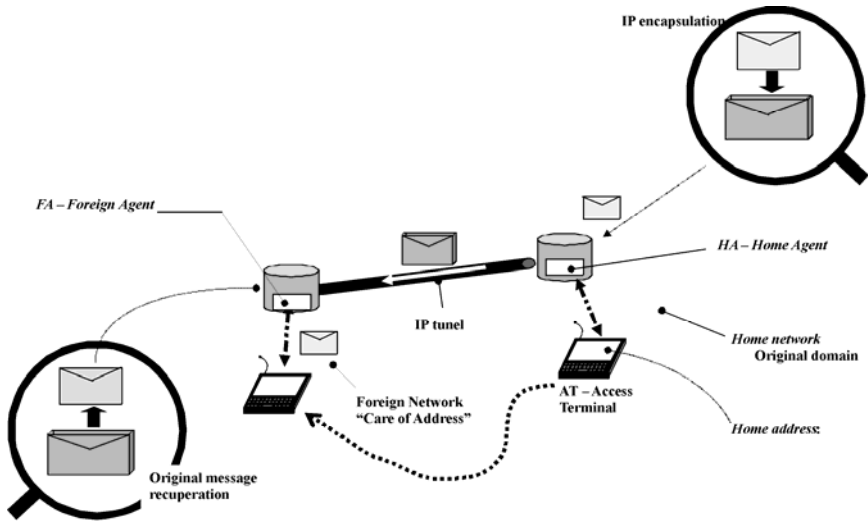 IP encapsulation
FA – Foreign Agent
HA – Home Agent
IP tunel
Home network
Original domain
Foreign Network
“Care of Address”
AT – Access
Terminal
Home address:
Original message
recuperation